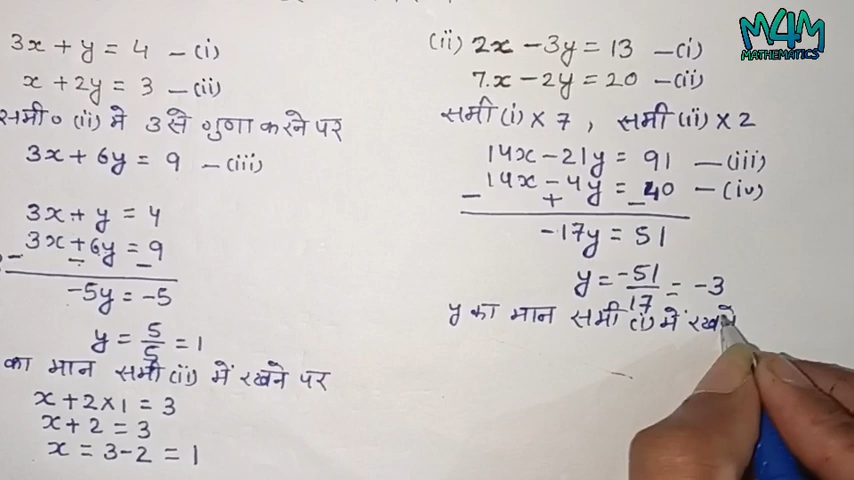 3x + y = 4 — (i)
x + 2y = 3 — (ii)
समी० (ii) मे 3 से गुणा करने पर
3x + 6y = 9 — (iii)
3x + y = 4
3x + 6y = 9
− − −
-5y = -5
y = 5/5 = 1
का मान समी (ii) में रखने पर
x + 2 × 1 = 3
x + 2 = 3
x = 3 - 2 = 1
(ii) 2x - 3y = 13 — (i)
7x - 2y = 20 — (ii)
समी (i) × 7 , समी (ii) × 2
14x - 21y = 91 — (iii)
14x - 4y = 40 — (iv)
− + −
-17y = 51
y = -51/17 = -3
y का मान समी (i) में रखने
M4M
MATHEMATICS